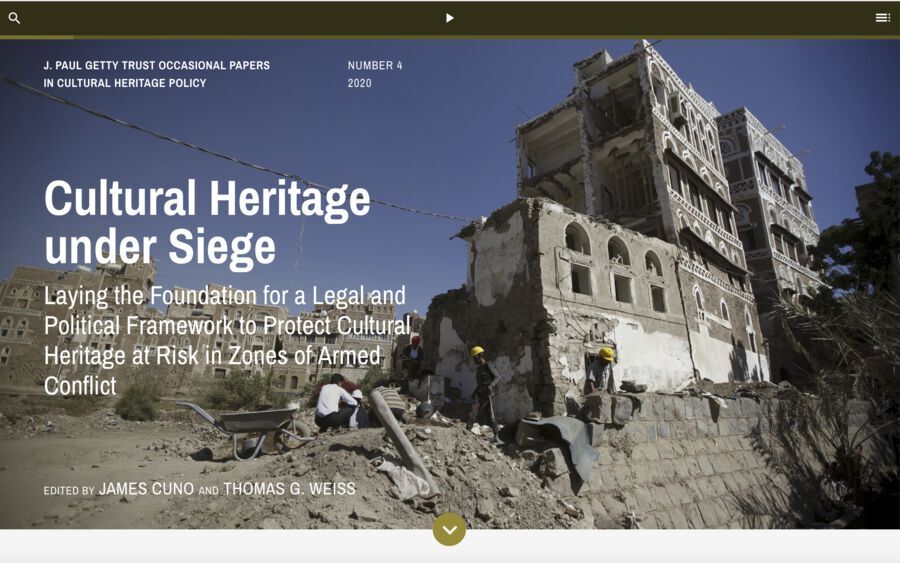 J. PAUL GETTY TRUST OCCASIONAL PAPERS
IN CULTURAL HERITAGE POLICY
NUMBER 4
2020
Cultural Heritage
under Siege
Laying the Foundation for a Legal and
Political Framework to Protect Cultural
Heritage at Risk in Zones of Armed
Conflict
EDITED BY JAMES CUNO AND THOMAS G. WEISS